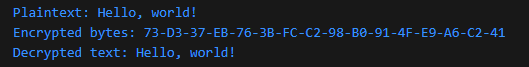 Plaintext: Hello, world!
Encrypted bytes: 73-D3-37-EB-76-3B-FC-C2-98-B0-91-4F-E9-A6-C2-41
Decrypted text: Hello, world!